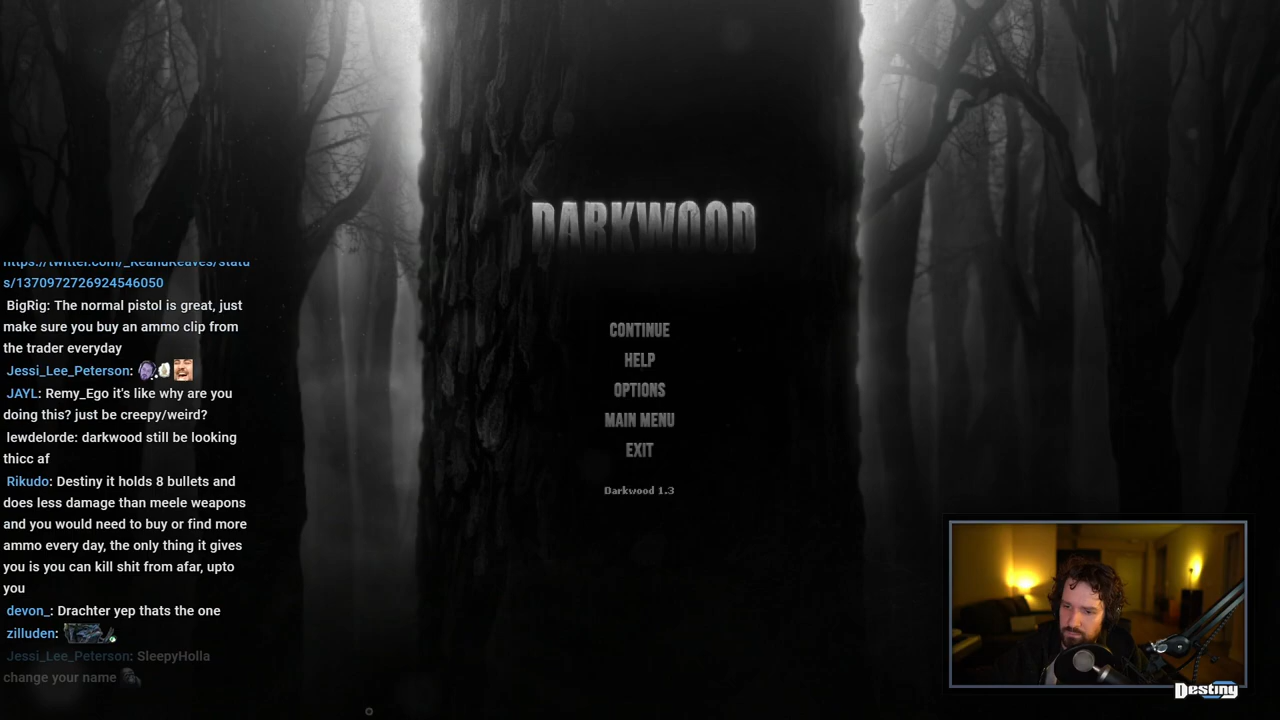 DARKWOOD
CONTINUE
HELP
OPTIONS
MAIN MENU
EXIT
Darkwood 1.3
https://twitter.com/_ReandReaves/statu
s/1370972726924546050
BigRig: The normal pistol is great, just
make sure you buy an ammo clip from
the trader everyday
Jessi_Lee_Peterson:
JAYL: Remy_Ego it's like why are you
doing this? just be creepy/weird?
lewdelorde: darkwood still be looking
thicc af
Rikudo: Destiny it holds 8 bullets and
does less damage than meele weapons
and you would need to buy or find more
ammo every day, the only thing it gives
you is you can kill shit from afar, upto
you
devon_: Drachter yep thats the one
zilluden:
Jessi_Lee_Peterson: SleepyHolla
change your name
Destiny